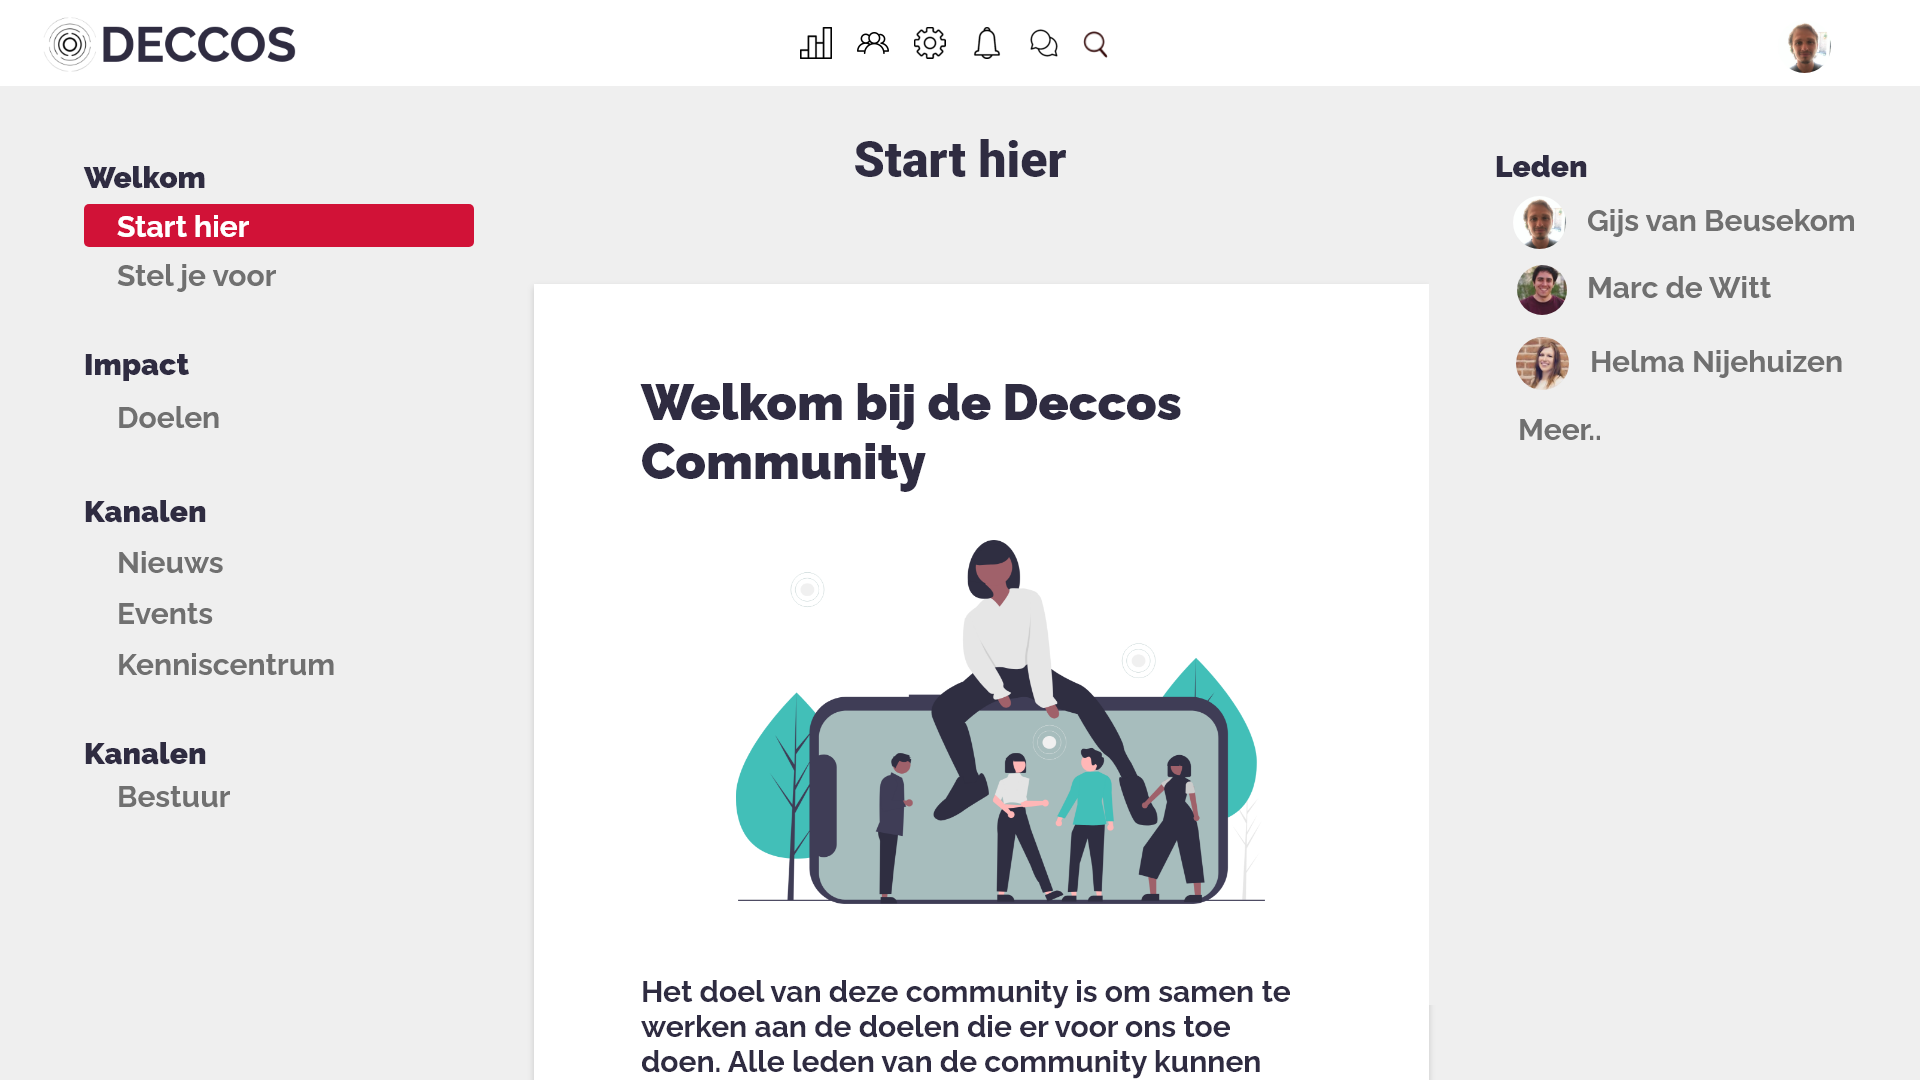 DECCOS
Welkom
Start hier
Stel je voor
Impact
Doelen
Kanalen
Nieuws
Events
Kenniscentrum
Kanalen
Bestuur
Start hier
Welkom bij de Deccos
Community
Het doel van deze community is om samen te
werken aan de doelen die er voor ons toe
doen. Alle leden van de community kunnen
Leden
Gijs van Beusekom
Marc de Witt
Helma Nijehuizen
Meer..